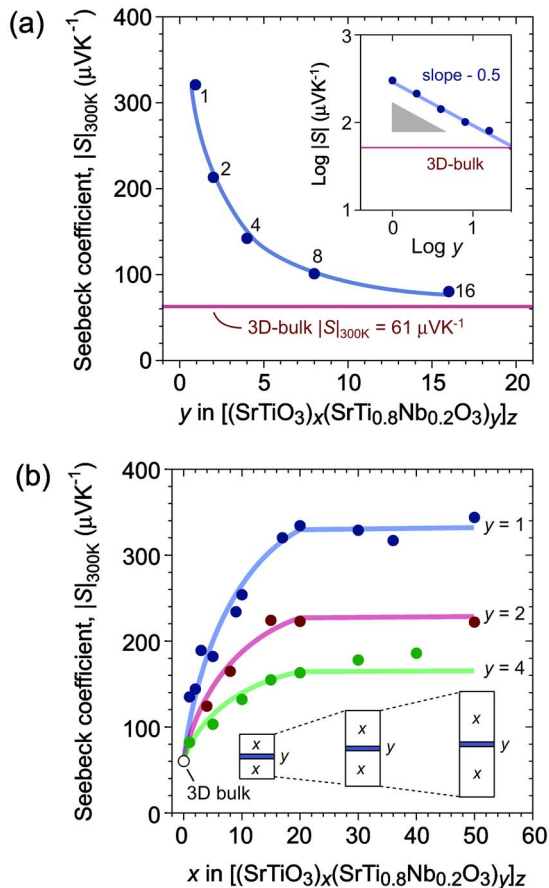 (a)
Seebeck coefficient, |S|300K (μVK-1)
400
300
200
100
0
1
2
4
8
16
3D-bulk |S|300K = 61 μVK-1
0
5
10
15
20
y in [(SrTiO3)x(SrTi0.8Nb0.2O3)y]z
Log |S| (μVK-1)
3
2
1
slope - 0.5
3D-bulk
0
1
Log y
(b)
Seebeck coefficient, |S|300K (μVK-1)
400
300
200
100
0
y = 1
y = 2
y = 4
x
y
x
x
y
x
x
y
x
3D bulk
0
10
20
30
40
50
60
x in [(SrTiO3)x(SrTi0.8Nb0.2O3)y]z